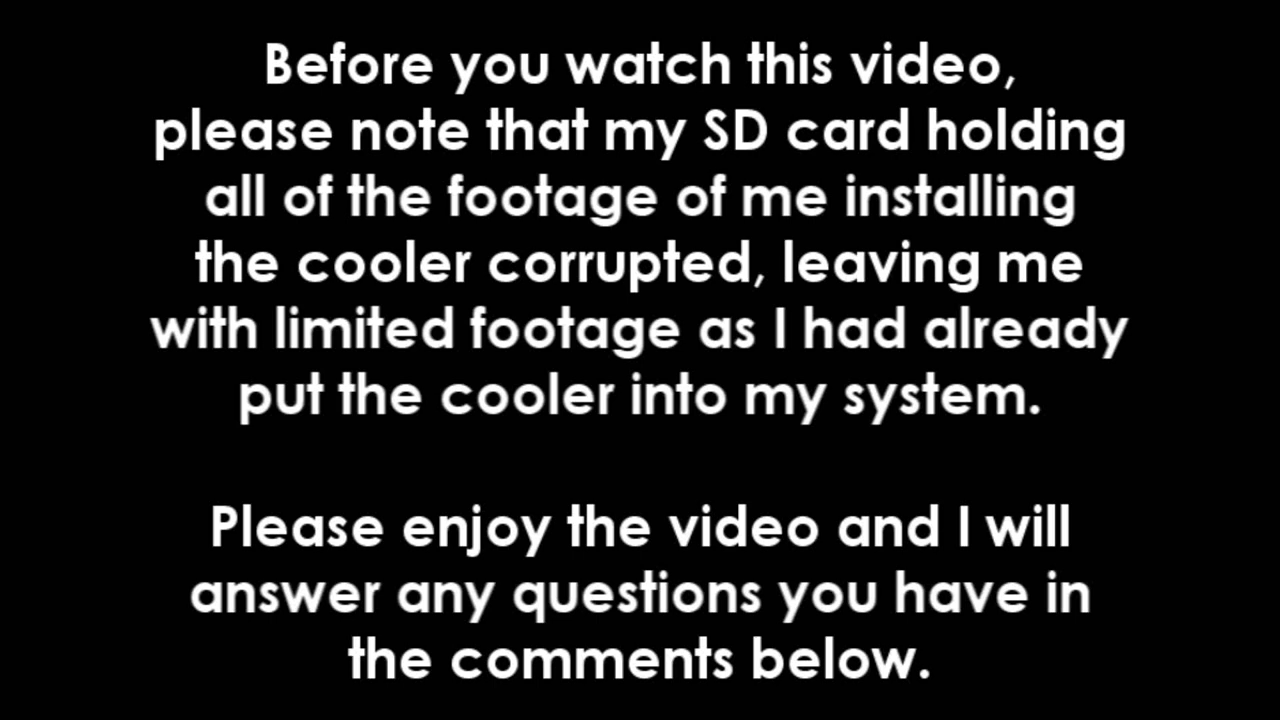 Before you watch this video,
please note that my SD card holding
all of the footage of me installing
the cooler corrupted, leaving me
with limited footage as I had already
put the cooler into my system.
Please enjoy the video and I will
answer any questions you have in
the comments below.